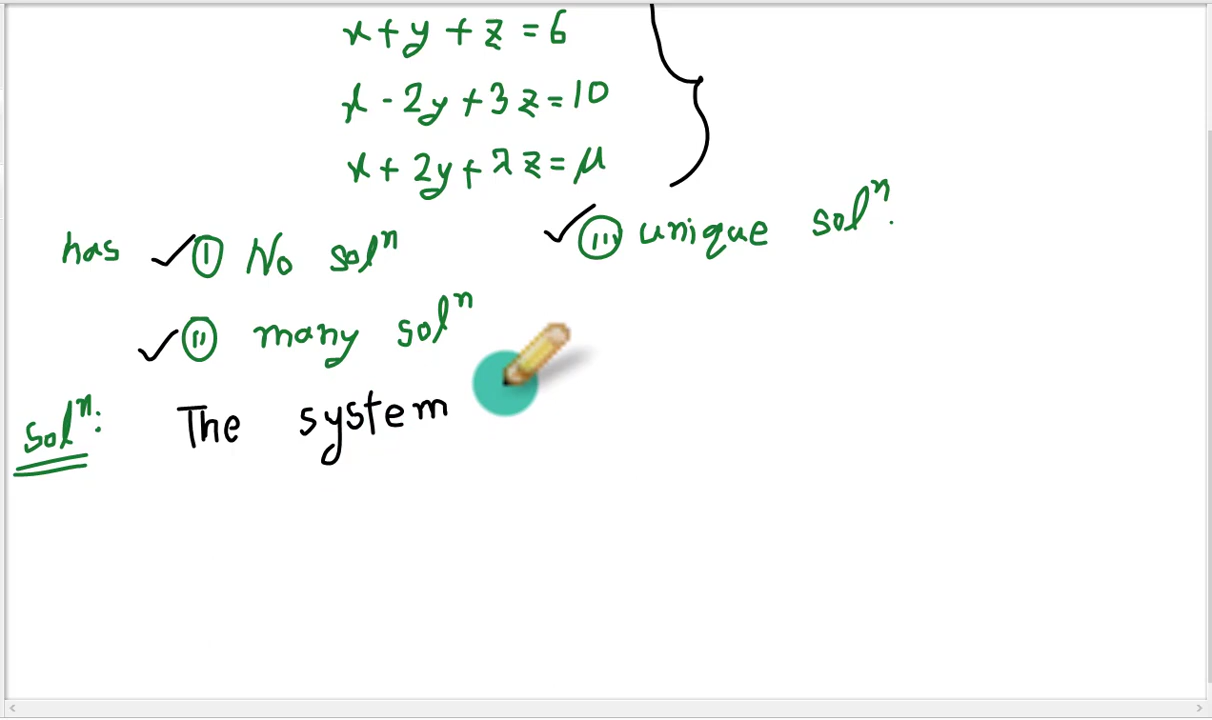 x + y + z = 6
x - 2y + 3z = 10
x + 2y + λz = μ
has ✓ (i) No solⁿ ✓ (iii) unique solⁿ.
✓ (ii) many solⁿ
solⁿ: The system